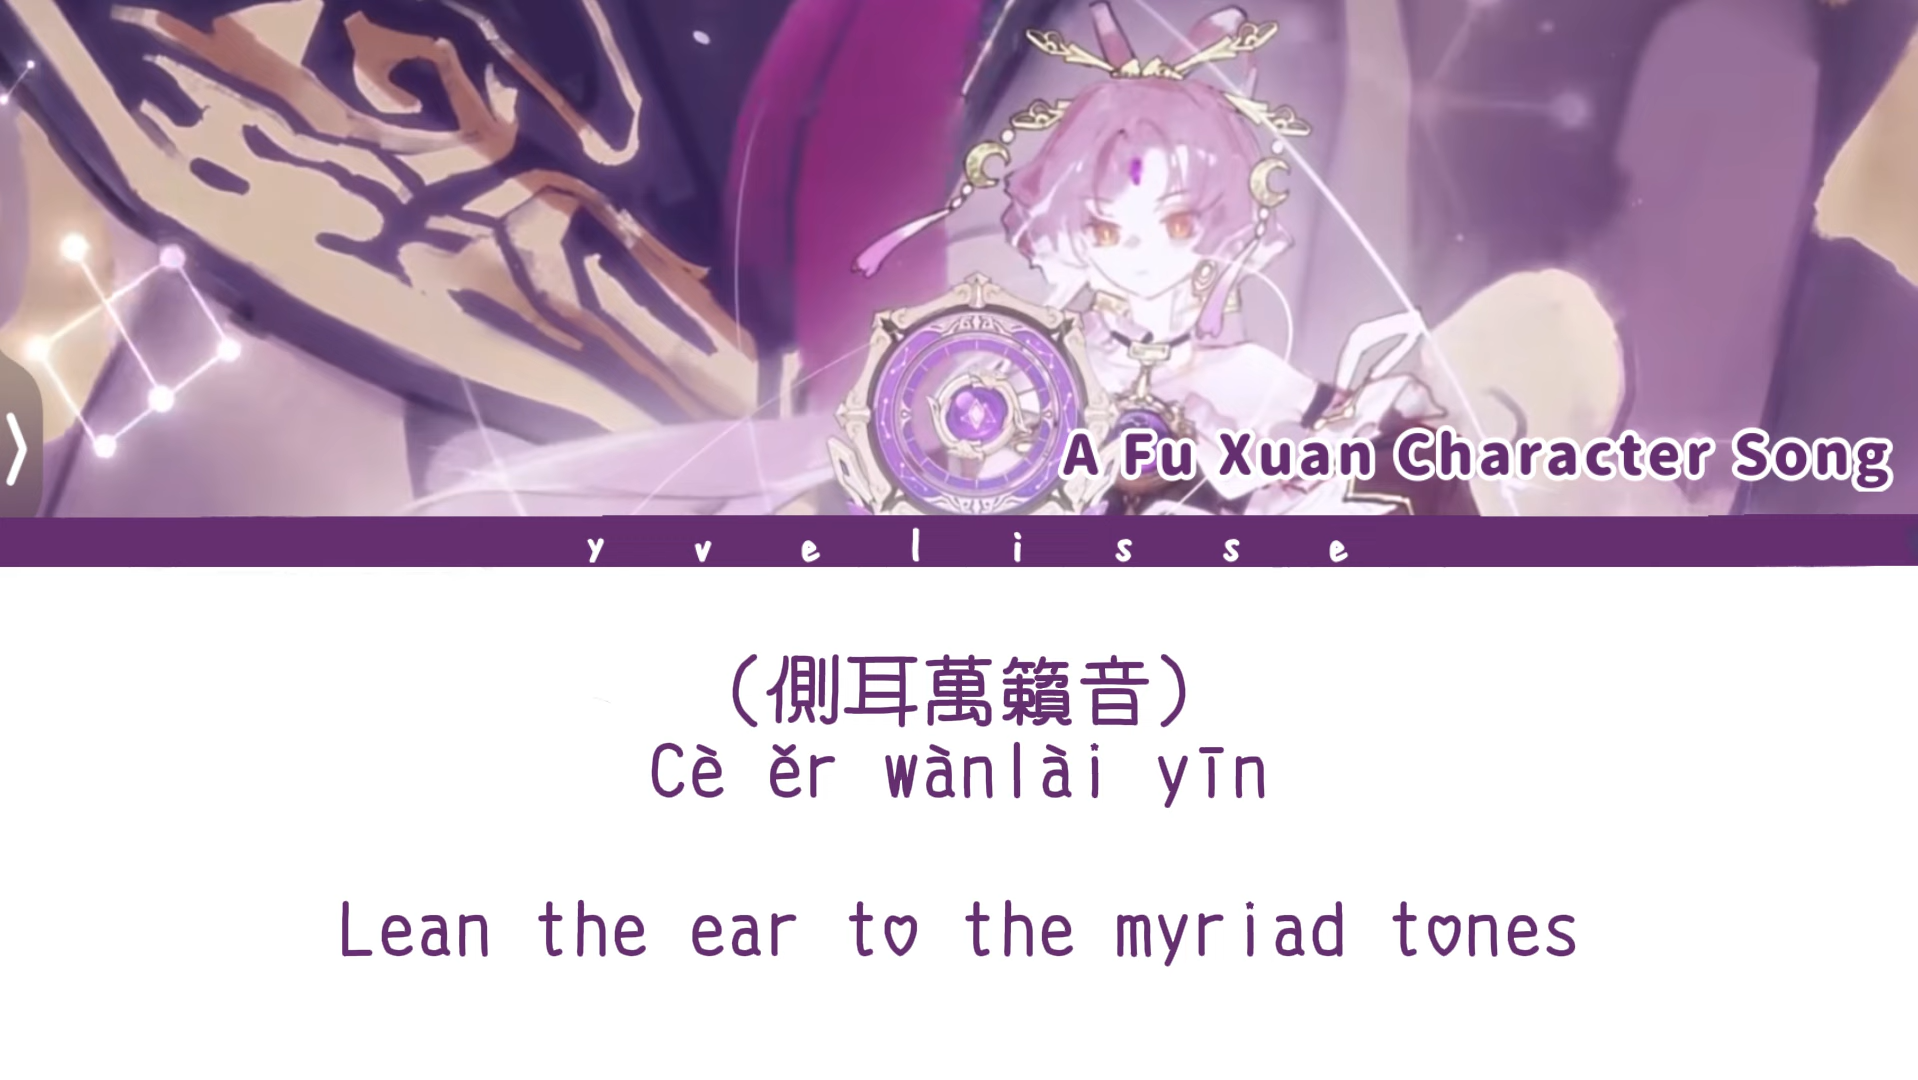 A Fu Xuan Character Song
yvelisse
（側耳萬籟音）
Cè ěr wànlài yīn
Lean the ear to the myriad tones